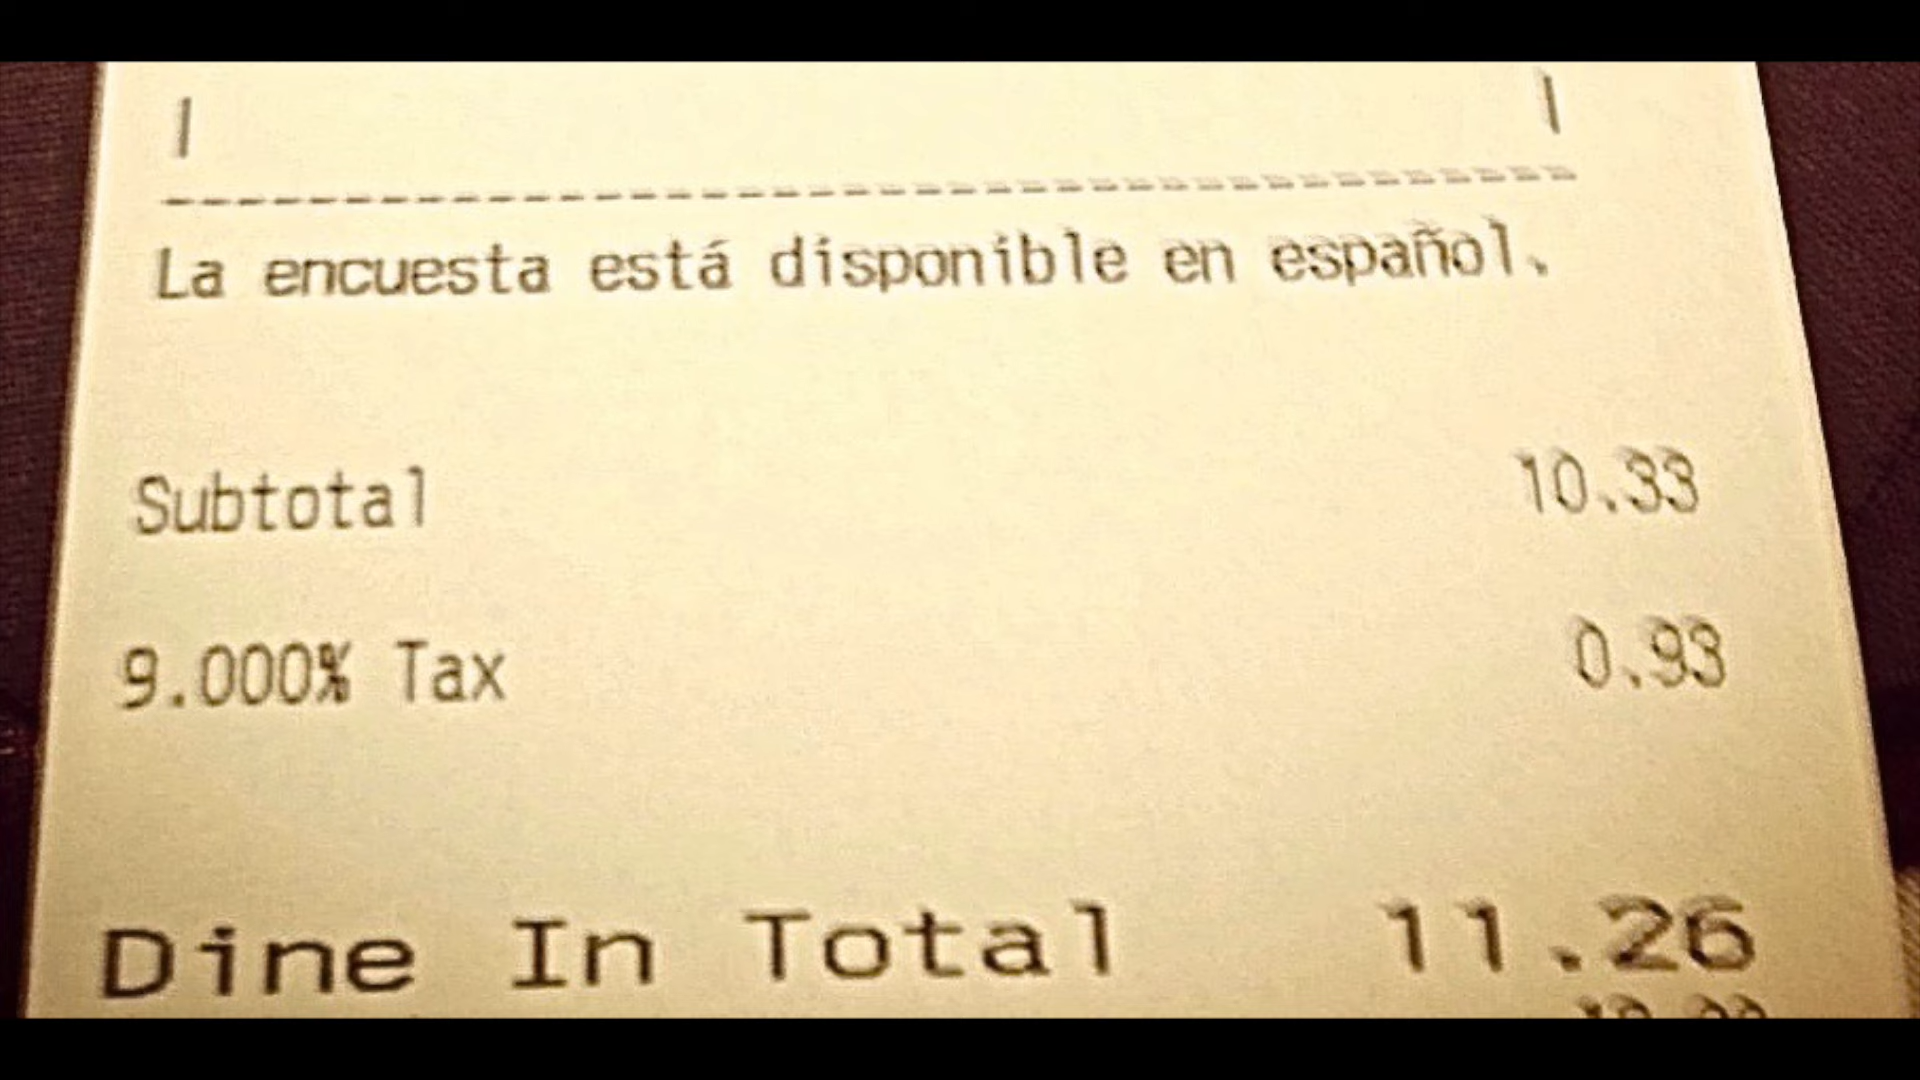 La encuesta está disponible en español.
Subtotal 10.33
9.000% Tax 0.93
Dine In Total 11.26